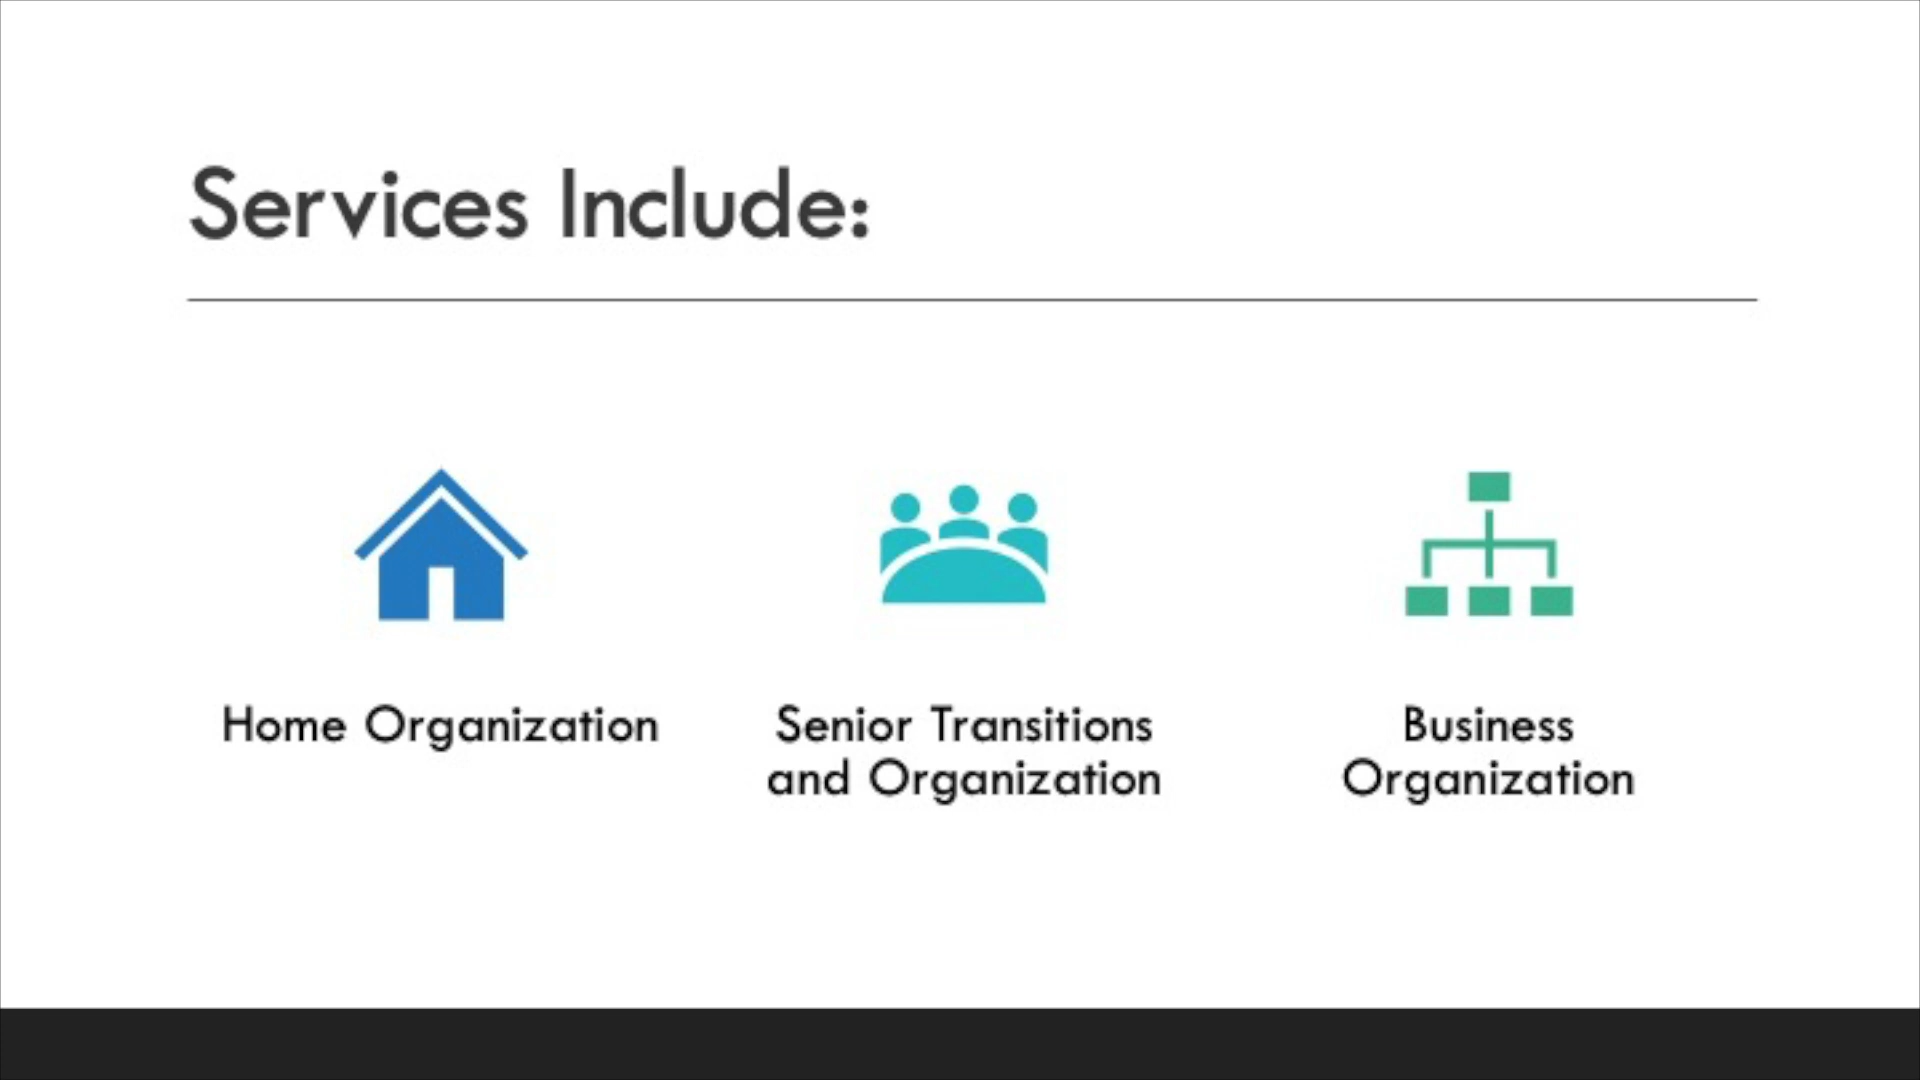 Services Include:
Home Organization
Senior Transitions
and Organization
Business
Organization